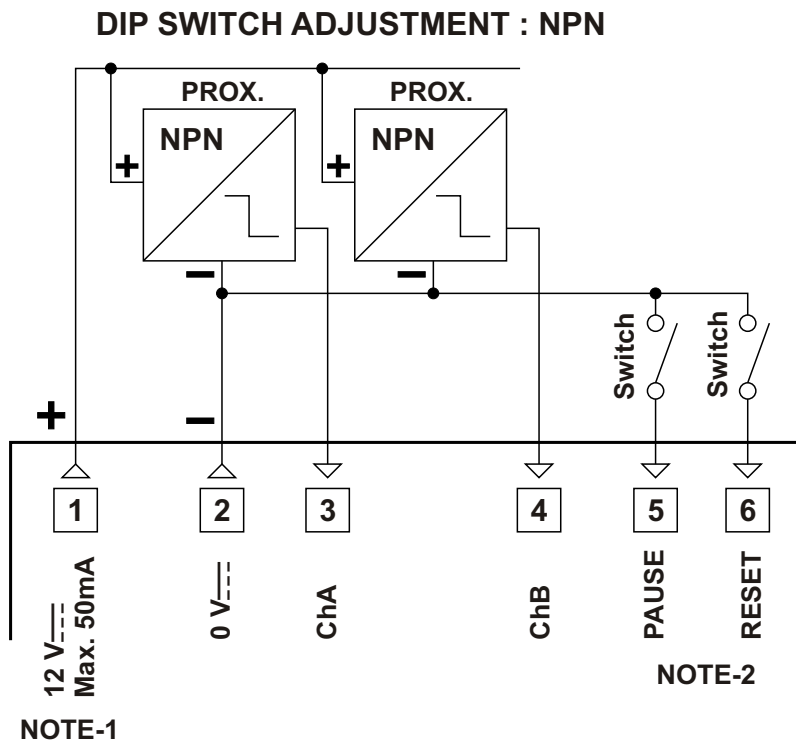 DIP SWITCH ADJUSTMENT : NPN
PROX.
PROX.
NPN
NPN
+
+
−
−
Switch
Switch
+
−
1
2
3
4
5
6
12 V
Max. 50mA
0 V
ChA
ChB
PAUSE
RESET
NOTE-2
NOTE-1